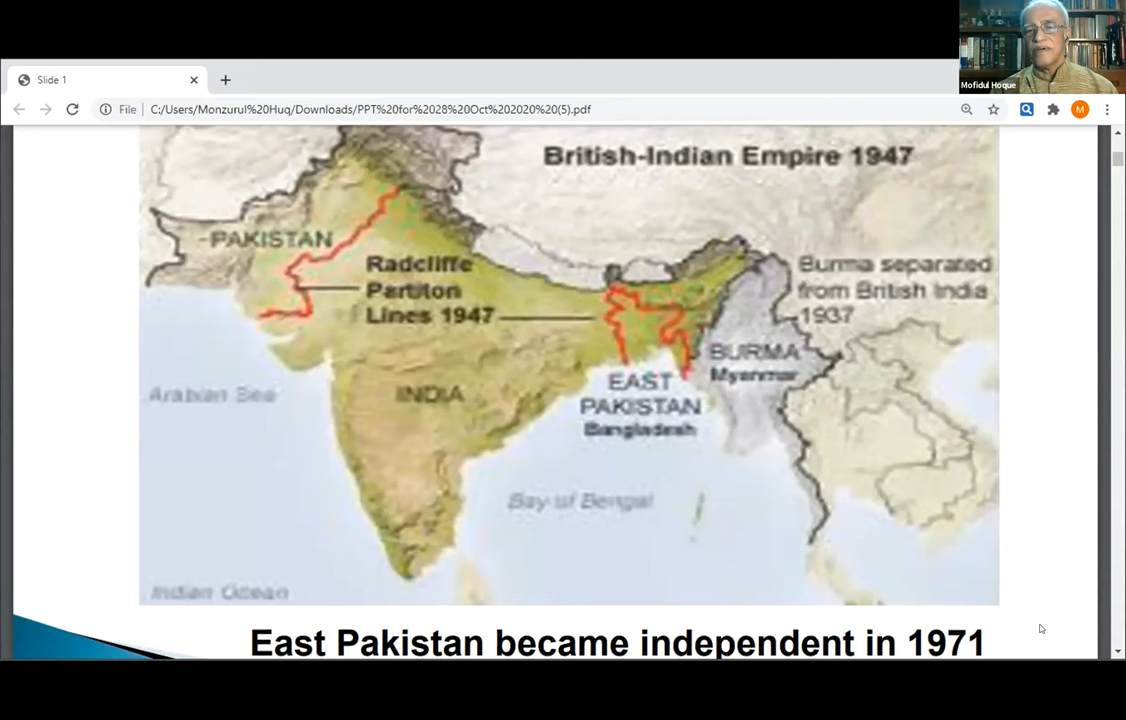 Mofidul Hoque
Slide 1
File
C:/Users/Monzurul%20Huq/Downloads/PPT%20for%2028%20Oct%202020%20(5).pdf
M
British-Indian Empire 1947
PAKISTAN
Radcliffe
Partiton
Lines 1947
Burma separated
from British India
1937
BURMA
Myanmar
INDIA
EAST
PAKISTAN
Bangladesh
Arabian Sea
Bay of Bengal
Indian Ocean
East Pakistan became independent in 1971